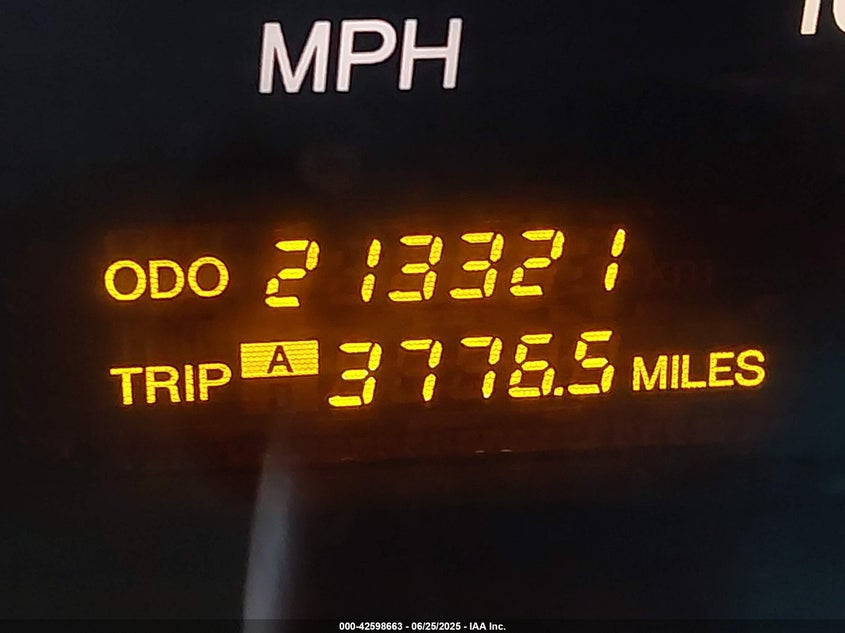 MPH
ODO 213321
TRIP A 3776.5 MILES
000-42598663 - 06/25/2025 - IAA Inc.